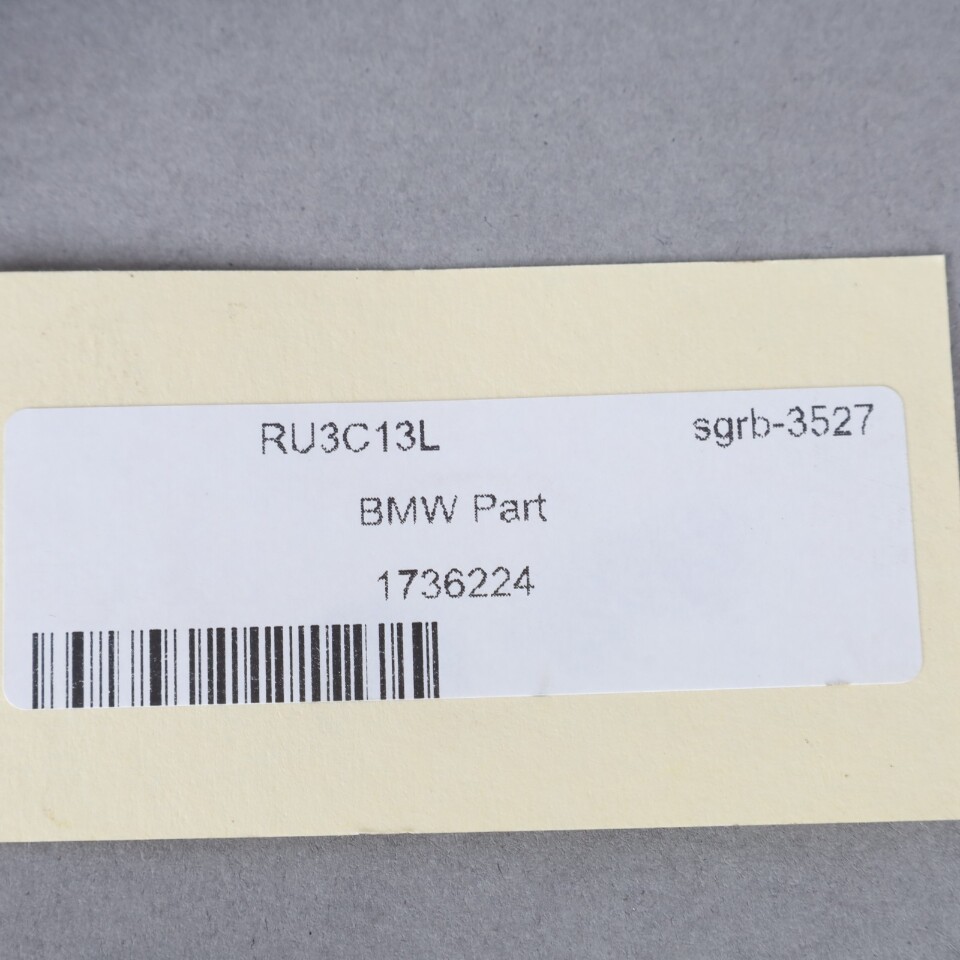 RU3C13L sgrb-3527
BMW Part
1736224